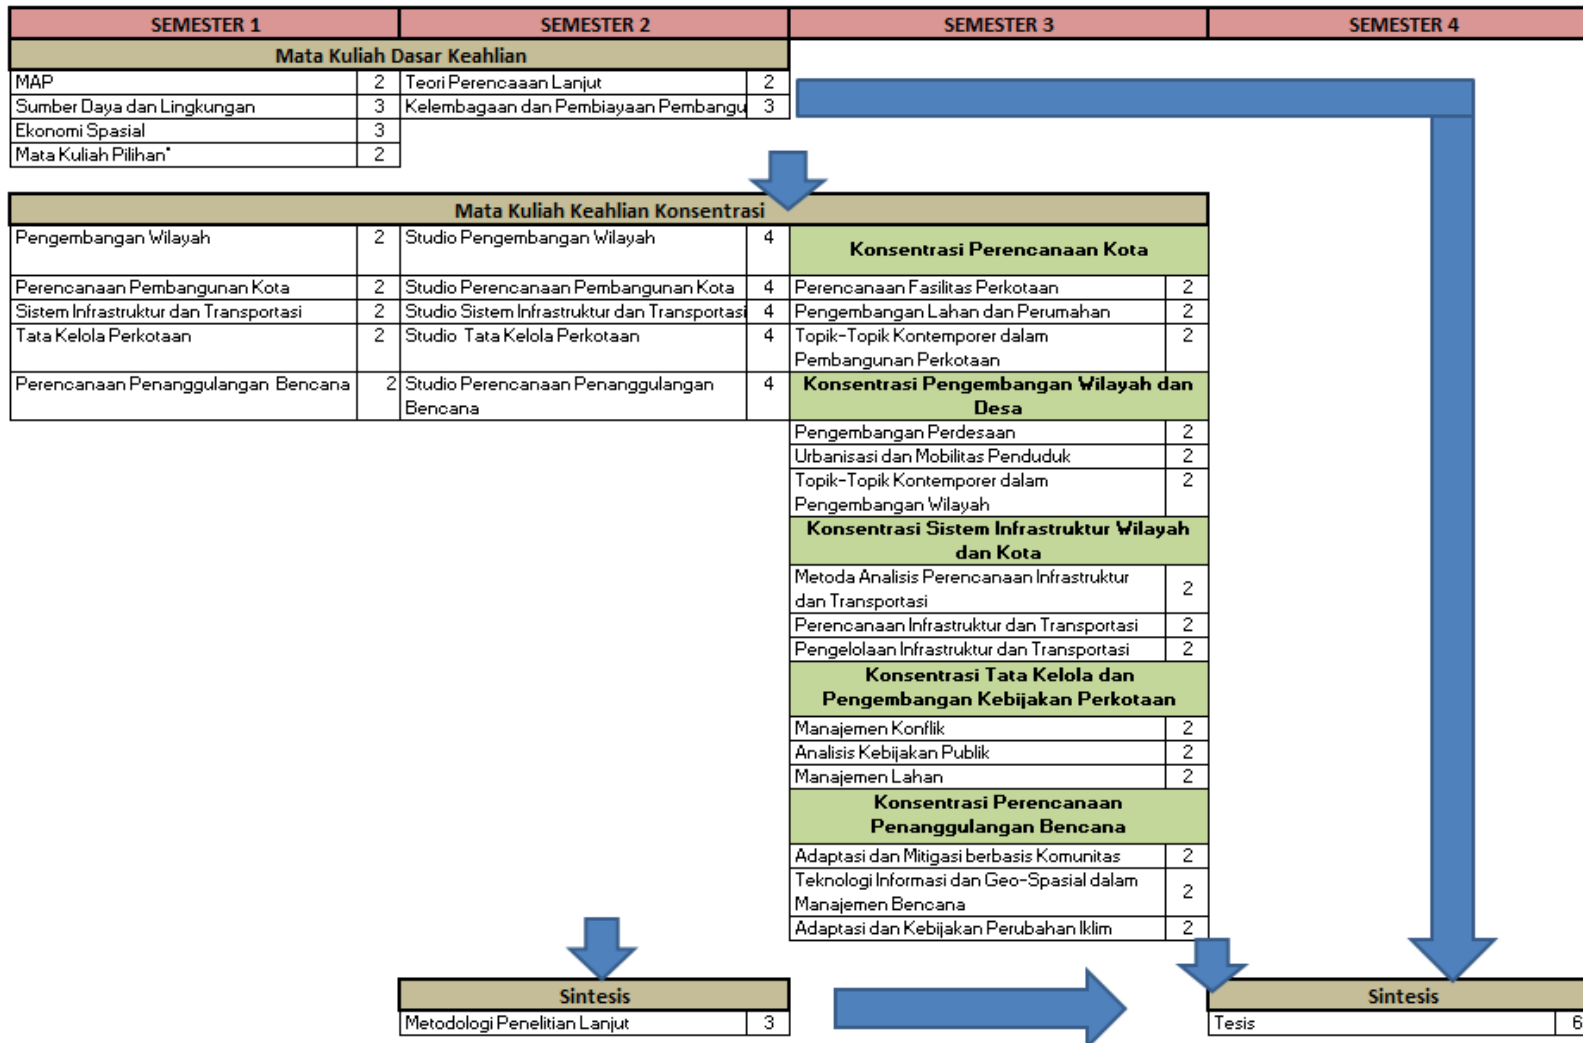 SEMESTER 1 SEMESTER 2 SEMESTER 3 SEMESTER 4
Mata Kuliah Dasar Keahlian
MAP 2 Teori Perencaaan Lanjut 2
Sumber Daya dan Lingkungan 3 Kelembagaan dan Pembiayaan Pembangu 3
Ekonomi Spasial 3
Mata Kuliah Pilihan* 2
Mata Kuliah Keahlian Konsentrasi
Pengembangan Wilayah 2 Studio Pengembangan Wilayah 4 Konsentrasi Perencanaan Kota
Perencanaan Pembangunan Kota 2 Studio Perencanaan Pembangunan Kota 4 Perencanaan Fasilitas Perkotaan 2
Sistem Infrastruktur dan Transportasi 2 Studio Sistem Infrastruktur dan Transportasi 4 Pengembangan Lahan dan Perumahan 2
Tata Kelola Perkotaan 2 Studio Tata Kelola Perkotaan 4 Topik-Topik Kontemporer dalam 2
Pembangunan Perkotaan
Perencanaan Penanggulangan Bencana 2 Studio Perencanaan Penanggulangan 4 Konsentrasi Pengembangan Wilayah dan
Bencana Desa
Pengembangan Perdesaan 2
Urbanisasi dan Mobilitas Penduduk 2
Topik-Topik Kontemporer dalam 2
Pengembangan Wilayah
Konsentrasi Sistem Infrastruktur Wilayah
dan Kota
Metoda Analisis Perencanaan Infrastruktur
dan Transportasi 2
Perencanaan Infrastruktur dan Transportasi 2
Pengelolaan Infrastruktur dan Transportasi 2
Konsentrasi Tata Kelola dan
Pengembangan Kebijakan Perkotaan
Manajemen Konflik 2
Analisis Kebijakan Publik 2
Manajemen Lahan 2
Konsentrasi Perencanaan
Penanggulangan Bencana
Adaptasi dan Mitigasi berbasis Komunitas 2
Teknologi Informasi dan Geo-Spasial dalam
Manajemen Bencana 2
Adaptasi dan Kebijakan Perubahan Iklim 2
Sintesis Sintesis
Metodologi Penelitian Lanjut 3 Tesis 6